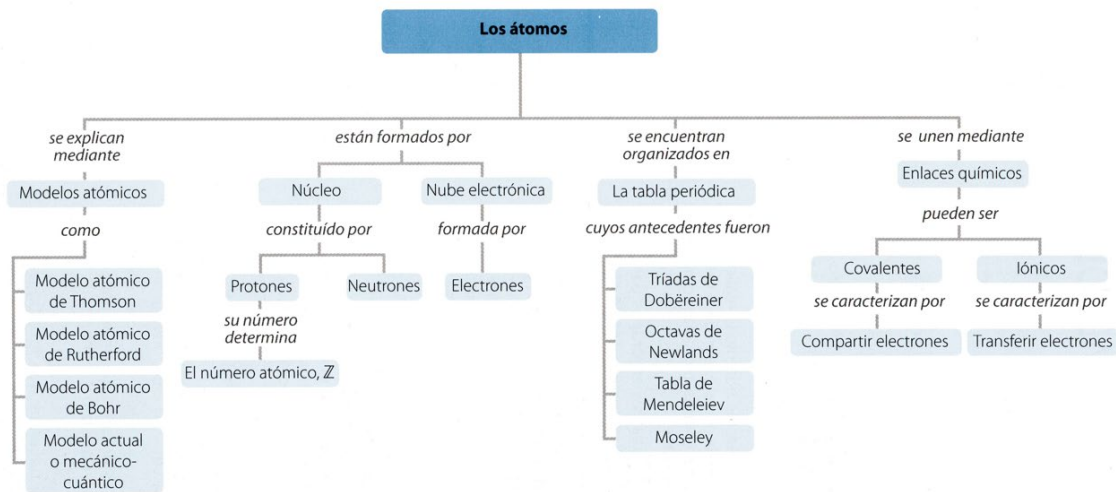 Los átomos
se explican
mediante
Modelos atómicos
como
Modelo atómico
de Thomson
Modelo atómico
de Rutherford
Modelo atómico
de Bohr
Modelo actual
o mecánico-
cuántico
están formados por
Núcleo
constituído por
Protones
su número
determina
El número atómico, ℤ
Neutrones
Nube electrónica
formada por
Electrones
se encuentran
organizados en
La tabla periódica
cuyos antecedentes fueron
Tríadas de
Dobëreiner
Octavas de
Newlands
Tabla de
Mendeleiev
Moseley
se unen mediante
Enlaces químicos
pueden ser
Covalentes
se caracterizan por
Compartir electrones
Iónicos
se caracterizan por
Transferir electrones